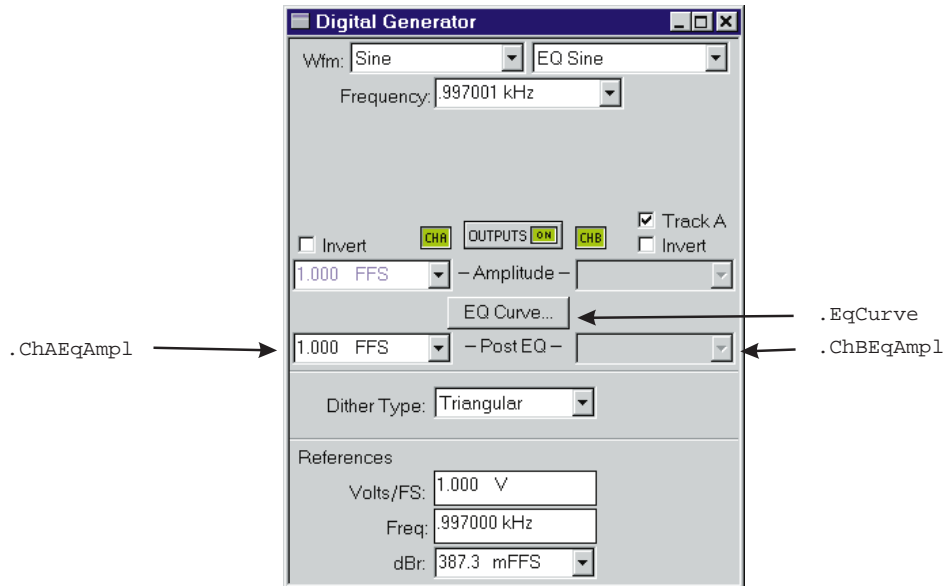 Digital Generator
Wfm: Sine EQ Sine
Frequency: .997001 kHz
Track A
Invert CHA OUTPUTS ON CHB Invert
1.000 FFS – Amplitude –
EQ Curve... .EqCurve
.ChAEqAmpl 1.000 FFS – Post EQ – .ChBEqAmpl
Dither Type: Triangular
References
Volts/FS: 1.000 V
Freq: .997000 kHz
dBr: 387.3 mFFS